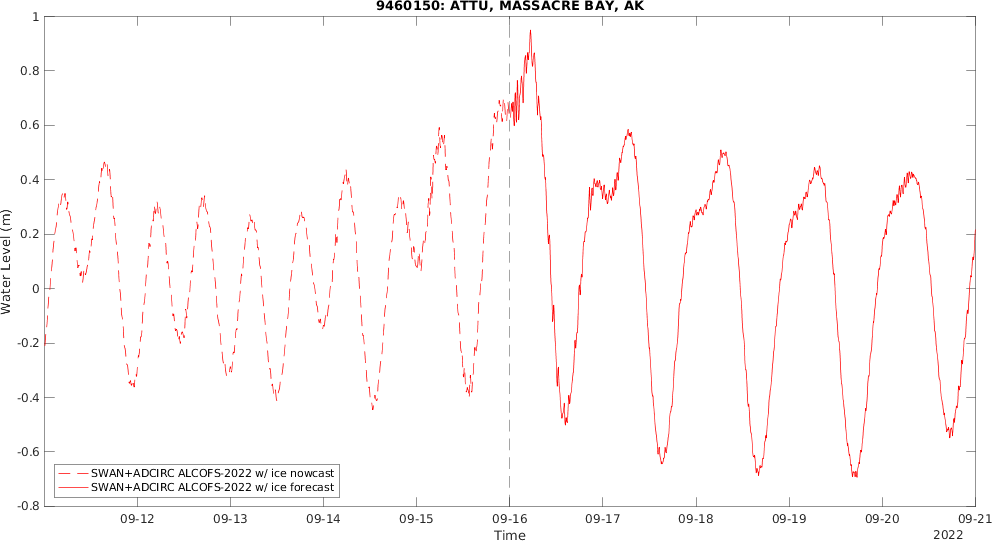 9460150: ATTU, MASSACRE BAY, AK
Water Level (m)
1
0.8
0.6
0.4
0.2
0
-0.2
-0.4
-0.6
-0.8
SWAN+ADCIRC ALCOFS-2022 w/ ice nowcast
SWAN+ADCIRC ALCOFS-2022 w/ ice forecast
09-12 09-13 09-14 09-15 09-16 09-17 09-18 09-19 09-20 09-21
Time
2022